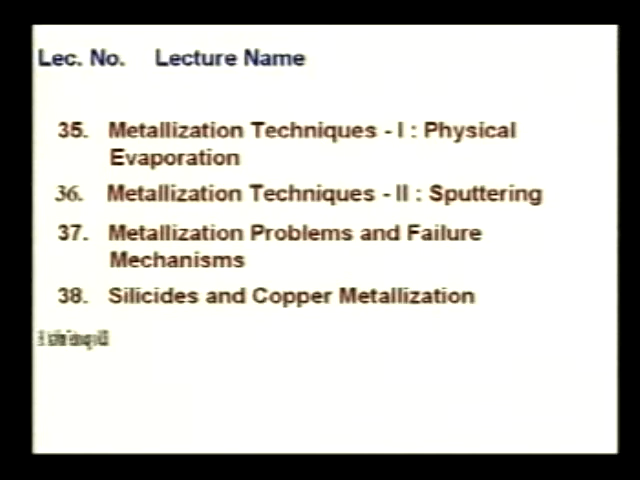 Lec. No. Lecture Name
35. Metallization Techniques - I : Physical
Evaporation
36. Metallization Techniques - II : Sputtering
37. Metallization Problems and Failure
Mechanisms
38. Silicides and Copper Metallization